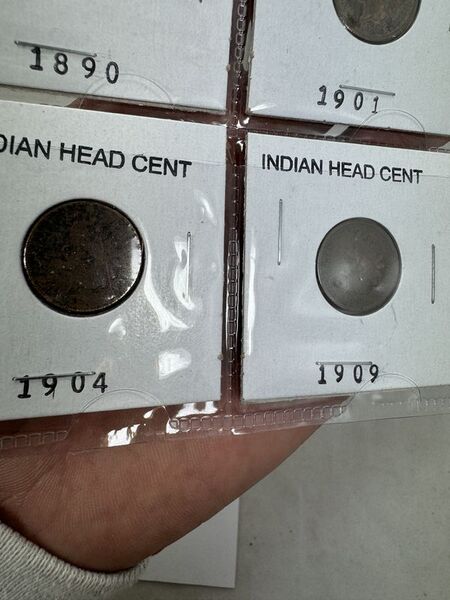 1890
1901
DIAN HEAD CENT
INDIAN HEAD CENT
1904
1909